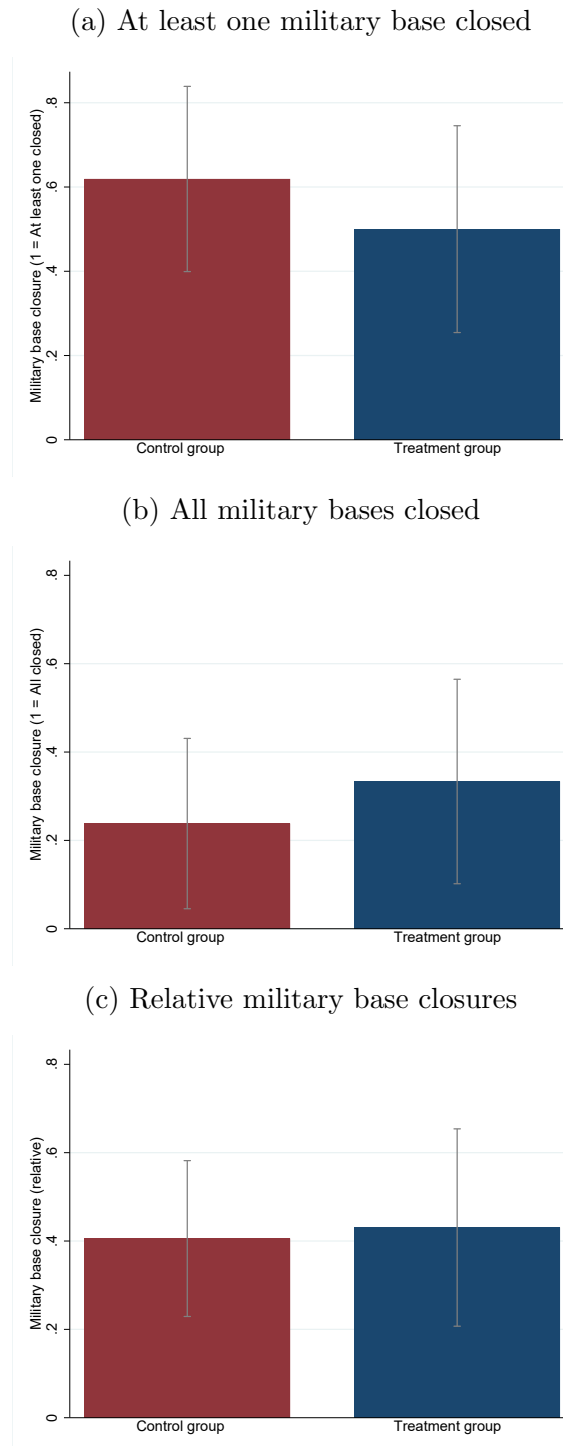 (a) At least one military base closed
Military base closure (1 = At least one closed)
.8
.6
.4
.2
0
Control group
Treatment group
(b) All military bases closed
Military base closure (1 = All closed)
.8
.6
.4
.2
0
Control group
Treatment group
(c) Relative military base closures
Military base closure (relative)
.8
.6
.4
.2
0
Control group
Treatment group